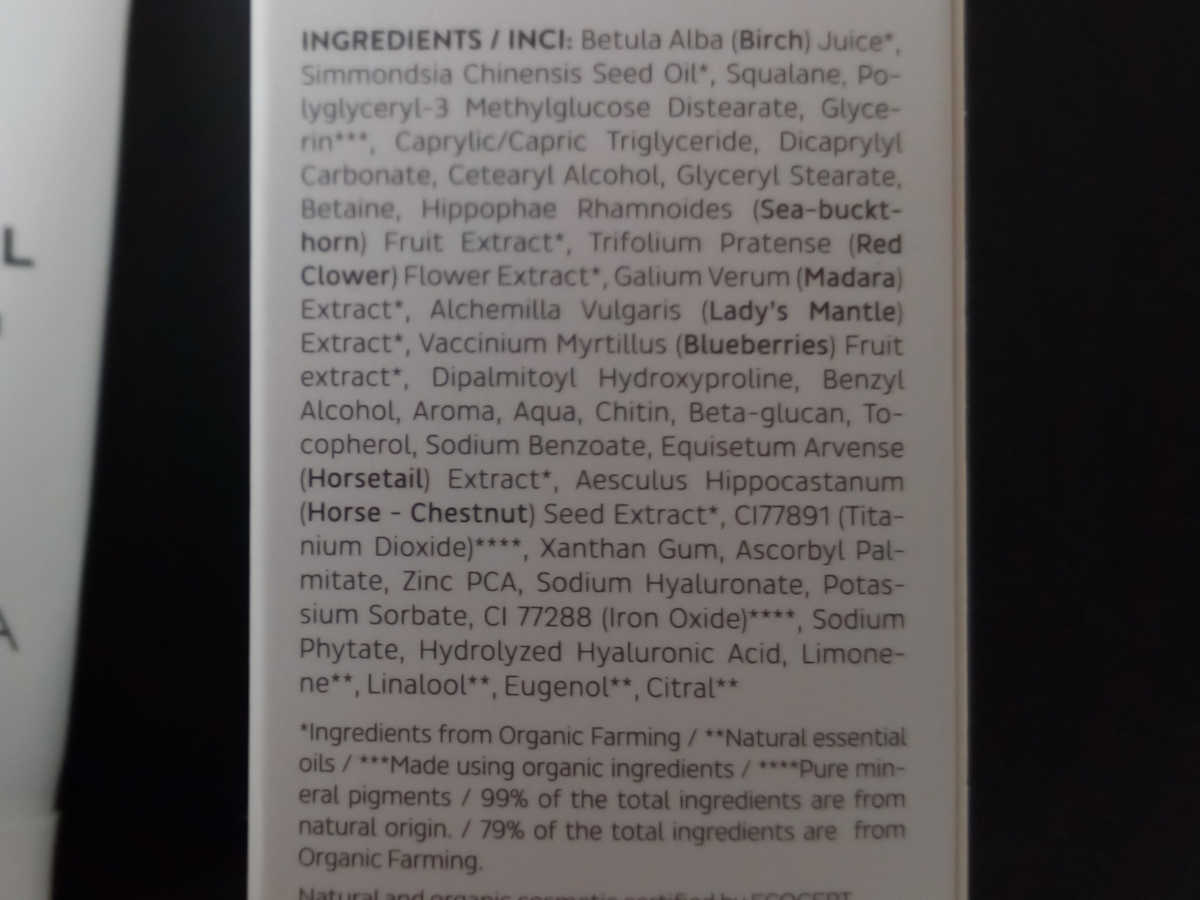 INGREDIENTS / INCI: Betula Alba (Birch) Juice*,
Simmondsia Chinensis Seed Oil*, Squalane, Po-
lyglyceryl-3 Methylglucose Distearate, Glyce-
rin***, Caprylic/Capric Triglyceride, Dicaprylyl
Carbonate, Cetearyl Alcohol, Glyceryl Stearate,
Betaine, Hippophae Rhamnoides (Sea-buckt-
horn) Fruit Extract*, Trifolium Pratense (Red
Clower) Flower Extract*, Galium Verum (Madara)
Extract*, Alchemilla Vulgaris (Lady's Mantle)
Extract*, Vaccinium Myrtillus (Blueberries) Fruit
extract*, Dipalmitoyl Hydroxyproline, Benzyl
Alcohol, Aroma, Aqua, Chitin, Beta-glucan, To-
copherol, Sodium Benzoate, Equisetum Arvense
(Horsetail) Extract*, Aesculus Hippocastanum
(Horse - Chestnut) Seed Extract*, CI77891 (Tita-
nium Dioxide)****, Xanthan Gum, Ascorbyl Pal-
mitate, Zinc PCA, Sodium Hyaluronate, Potas-
sium Sorbate, CI 77288 (Iron Oxide)****, Sodium
Phytate, Hydrolyzed Hyaluronic Acid, Limone-
ne**, Linalool**, Eugenol**, Citral**
*Ingredients from Organic Farming / **Natural essential
oils / ***Made using organic ingredients / ****Pure min-
eral pigments / 99% of the total ingredients are from
natural origin. / 79% of the total ingredients are from
Organic Farming.
Natural and organic cosmetic certified by ECOCERT
L
A